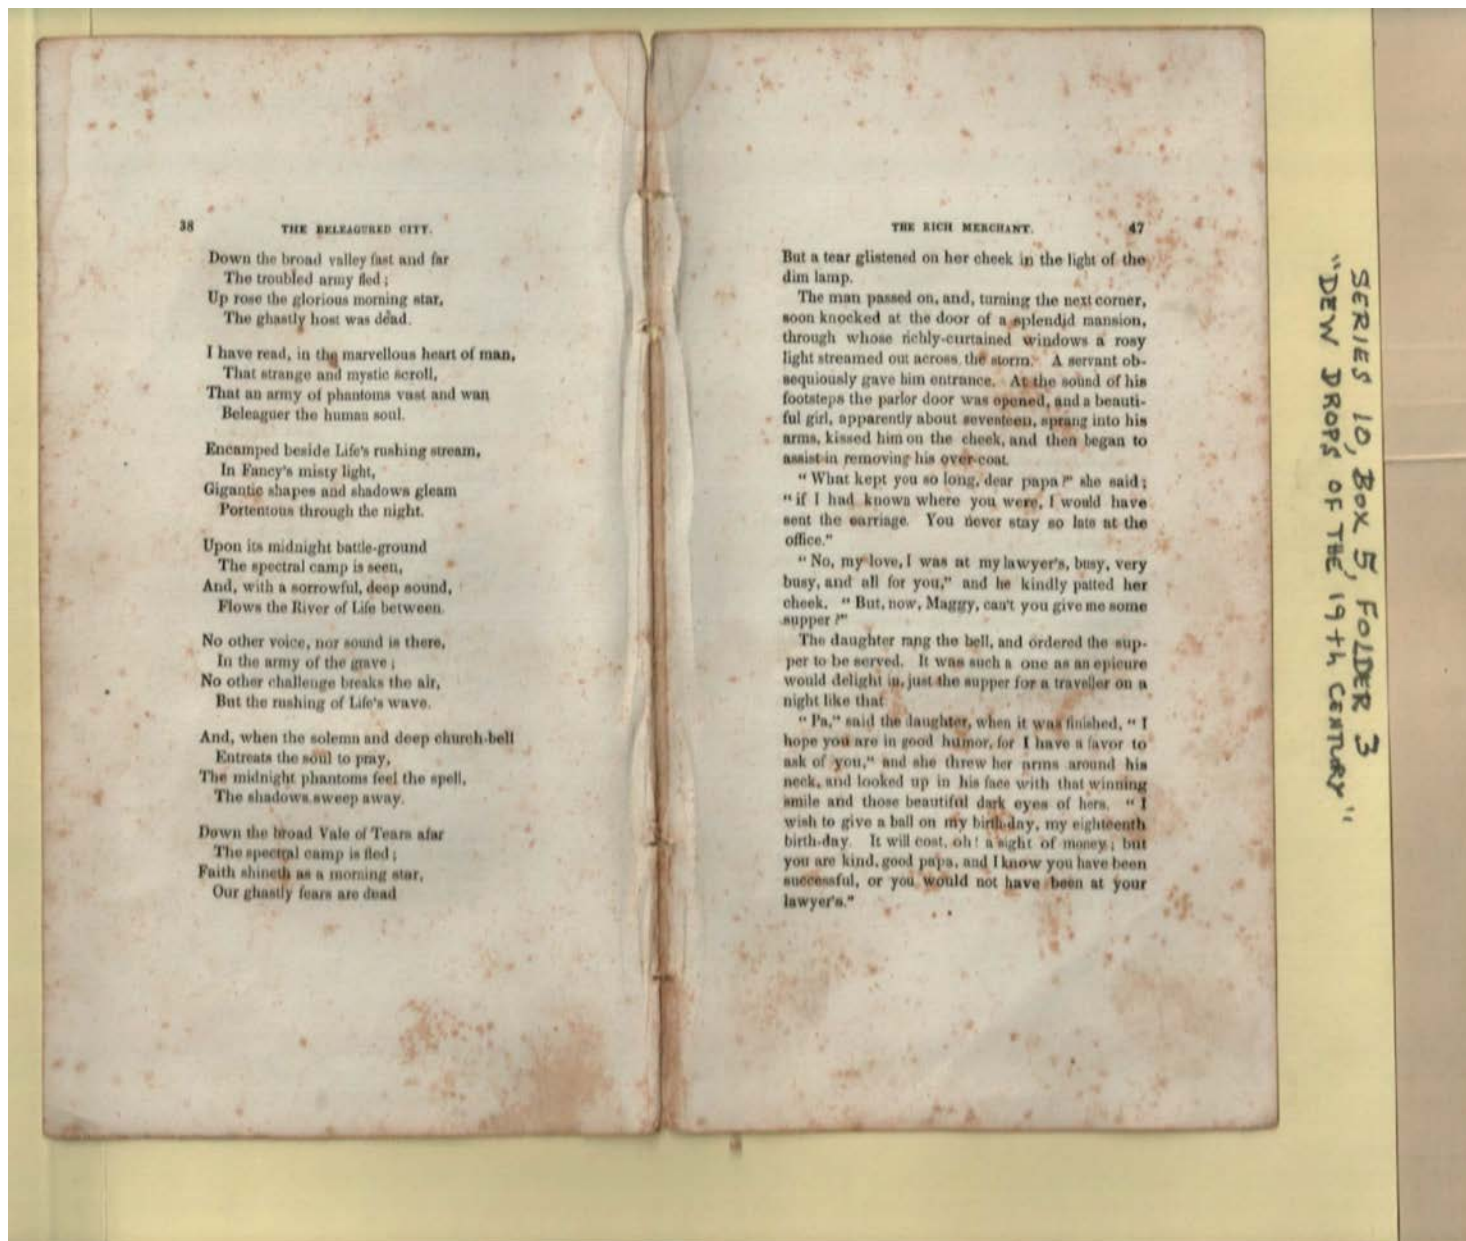 38
THE BELEAGURED CITY.
Down the broad valley fast and far
The troubled army fled;
Up rose the glorious morning star,
The ghastly host was dead.
I have read, in the marvellous heart of man,
That strange and mystic scroll,
That an army of phantoms vast and wan
Beleaguer the human soul.
Encamped beside Life's rushing stream,
In Fancy's misty light,
Gigantic shapes and shadows gleam
Portentous through the night.
Upon its midnight battle-ground
The spectral camp is seen,
And, with a sorrowful, deep sound,
Flows the River of Life between.
No other voice, nor sound is there,
In the army of the grave;
No other challenge breaks the air,
But the rushing of Life's wave.
And, when the solemn and deep church-bell
Entreats the soul to pray,
The midnight phantoms feel the spell,
The shadows sweep away.
Down the broad Vale of Tears afar
The spectral camp is fled;
Faith shineth as a morning star,
Our ghastly fears are dead
THE RICH MERCHANT.
47
But a tear glistened on her cheek in the light of the
dim lamp.
The man passed on, and, turning the next corner,
soon knocked at the door of a splendid mansion,
through whose richly-curtained windows a rosy
light streamed out across the storm. A servant ob-
sequiously gave him entrance. At the sound of his
footsteps the parlor door was opened, and a beauti-
ful girl, apparently about seventeen, sprang into his
arms, kissed him on the cheek, and then began to
assist in removing his over-coat.
"What kept you so long, dear papa?" she said;
"if I had known where you were, I would have
sent the carriage. You never stay so late at the
office."
"No, my love, I was at my lawyer's, busy, very
busy, and all for you," and he kindly patted her
cheek. "But, now, Maggy, can't you give me some
supper?"
The daughter rang the bell, and ordered the sup-
per to be served. It was such a one as an epicure
would delight in, just the supper for a traveller on a
night like that
"Pa," said the daughter, when it was finished, "I
hope you are in good humor, for I have a favor to
ask of you," and she threw her arms around his
neck, and looked up in his face with that winning
smile and those beautiful dark eyes of hers. "I
wish to give a ball on my birth-day, my eighteenth
birth-day. It will cost, oh! a sight of money; but
you are kind, good papa, and I know you have been
successful, or you would not have been at your
lawyer's."
SERIES 10, BOX 5, FOLDER 3
"DEW DROPS OF THE 19th CENTURY"